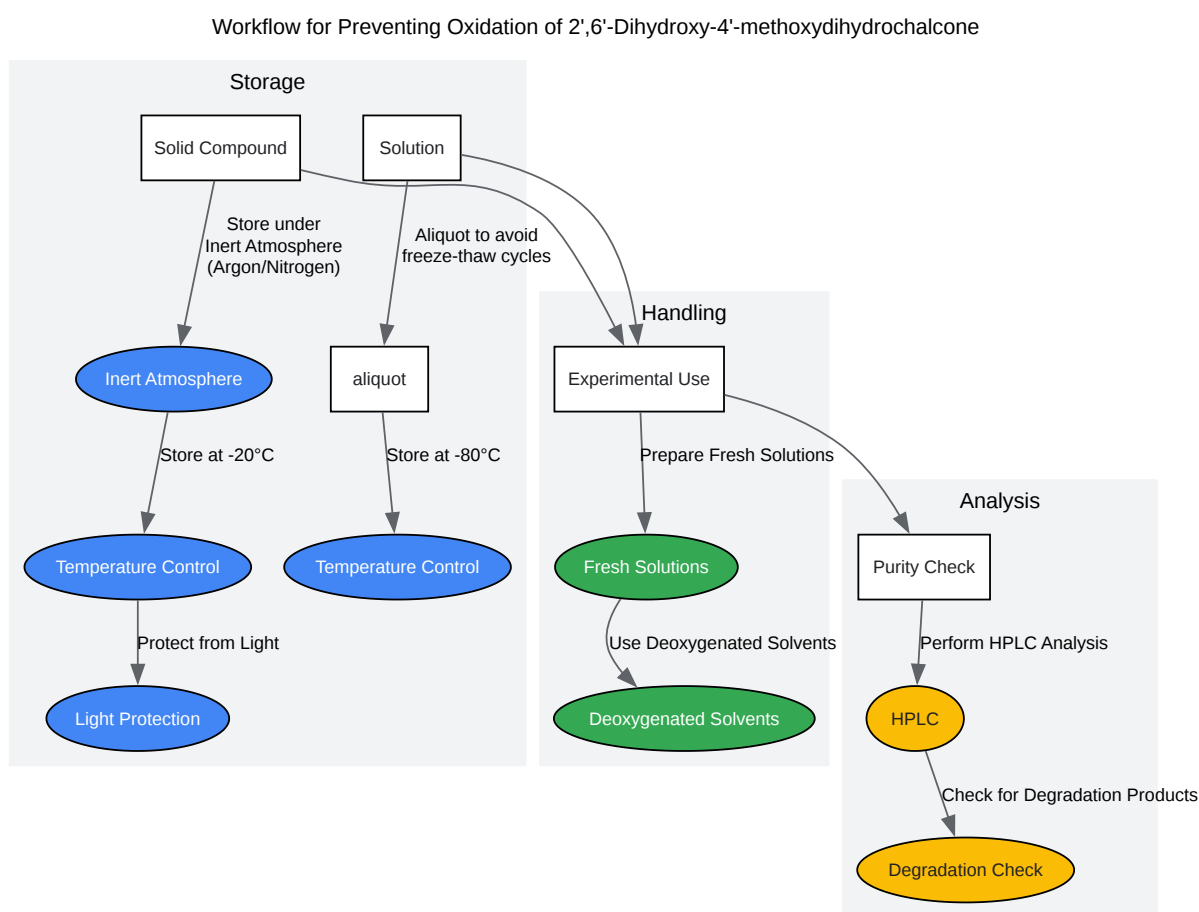 Workflow for Preventing Oxidation of 2',6'-Dihydroxy-4'-methoxydihydrochalcone
Storage
Solid Compound
Solution
Store under
Inert Atmosphere
(Argon/Nitrogen)
Aliquot to avoid
freeze-thaw cycles
Handling
Inert Atmosphere
aliquot
Experimental Use
Store at -20°C
Store at -80°C
Prepare Fresh Solutions
Analysis
Temperature Control
Temperature Control
Fresh Solutions
Purity Check
Protect from Light
Use Deoxygenated Solvents
Perform HPLC Analysis
Light Protection
Deoxygenated Solvents
HPLC
Check for Degradation Products
Degradation Check